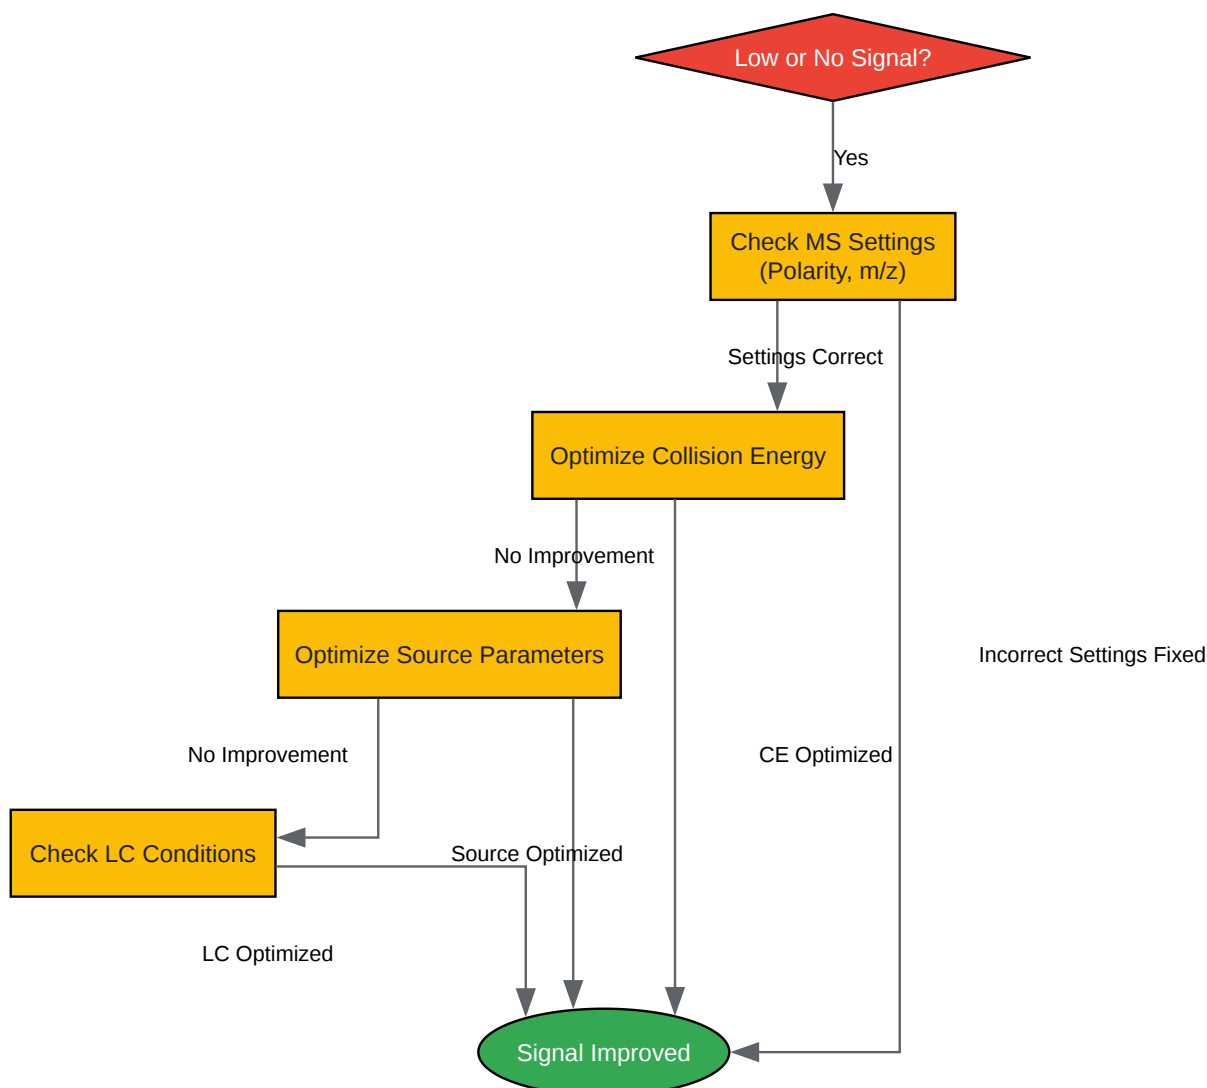 Low or No Signal?
Yes
Check MS Settings
(Polarity, m/z)
Settings Correct
Optimize Collision Energy
No Improvement
Optimize Source Parameters
Incorrect Settings Fixed
No Improvement
CE Optimized
Check LC Conditions
Source Optimized
LC Optimized
Signal Improved